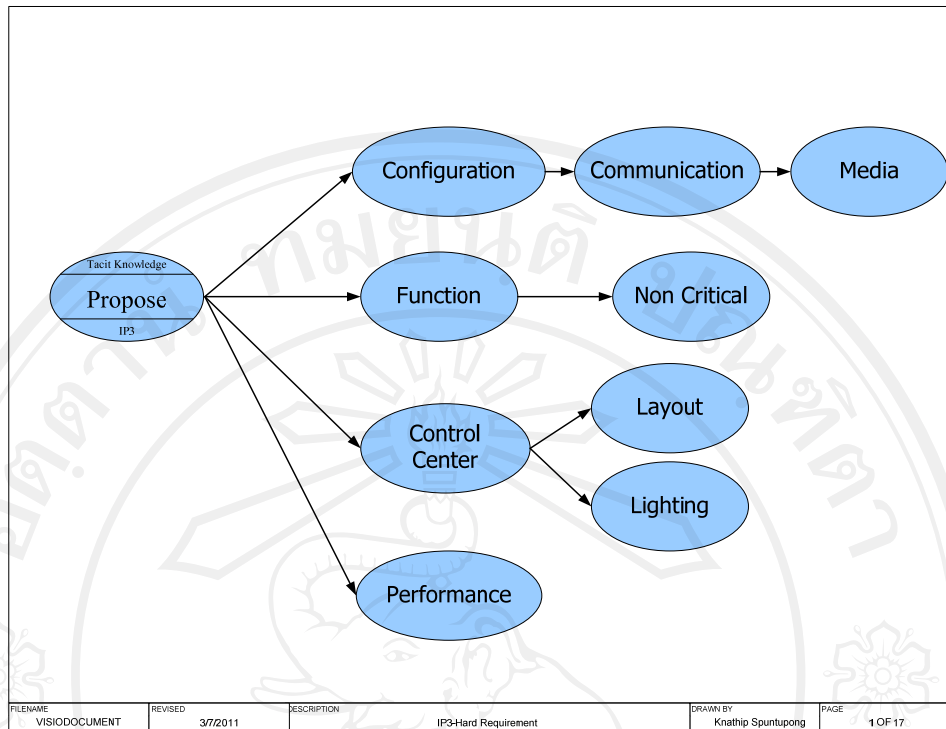 Configuration
Communication
Media
Tacit Knowledge
Propose
IP3
Function
Non Critical
Control
Center
Layout
Lighting
Performance
FILENAME
VISIODOCUMENT
REVISED
3/7/2011
DESCRIPTION
IP3-Hard Requirement
DRAWN BY
Knathip Spuntupong
PAGE
1 OF 17